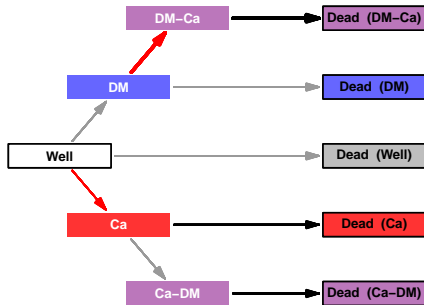 DM-Ca Dead (DM-Ca)
DM Dead (DM)
Well Dead (Well)
Ca Dead (Ca)
Ca-DM Dead (Ca-DM)